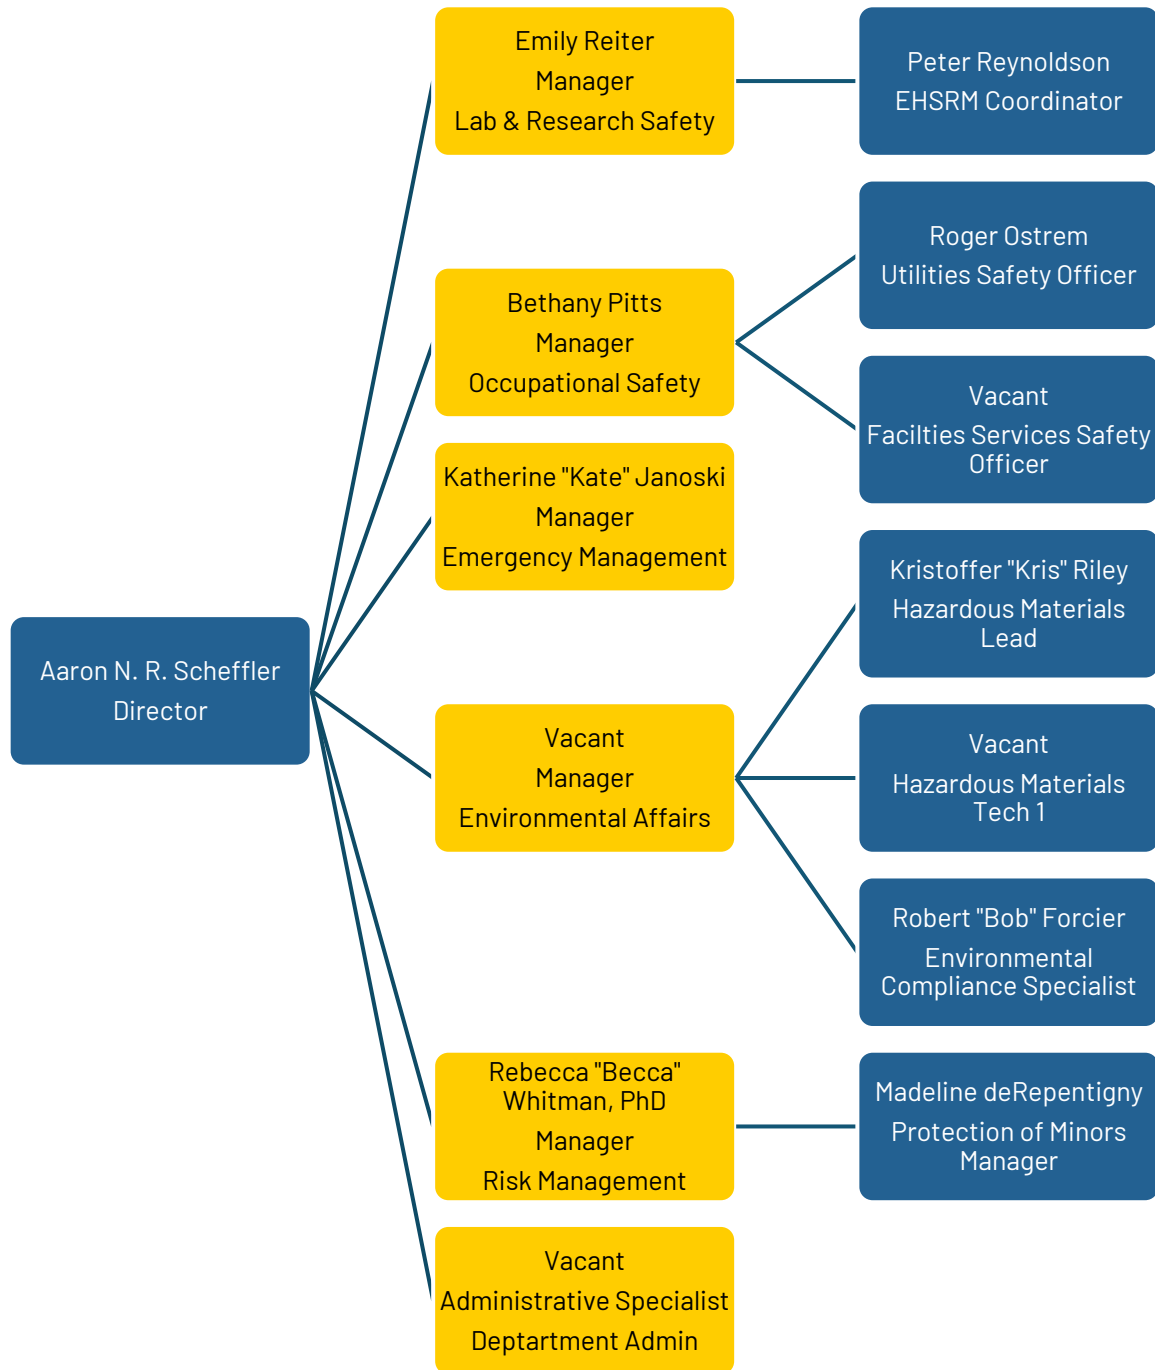 Emily Reiter
Manager
Lab & Research Safety
Peter Reynoldson
EHSRM Coordinator
Roger Ostrem
Utilities Safety Officer
Bethany Pitts
Manager
Occupational Safety
Vacant
Facilties Services Safety
Officer
Katherine "Kate" Janoski
Manager
Emergency Management
Kristoffer "Kris" Riley
Hazardous Materials
Lead
Aaron N. R. Scheffler
Director
Vacant
Manager
Environmental Affairs
Vacant
Hazardous Materials
Tech 1
Robert "Bob" Forcier
Environmental
Compliance Specialist
Rebecca "Becca"
Whitman, PhD
Manager
Risk Management
Madeline deRepentigny
Protection of Minors
Manager
Vacant
Administrative Specialist
Deptartment Admin